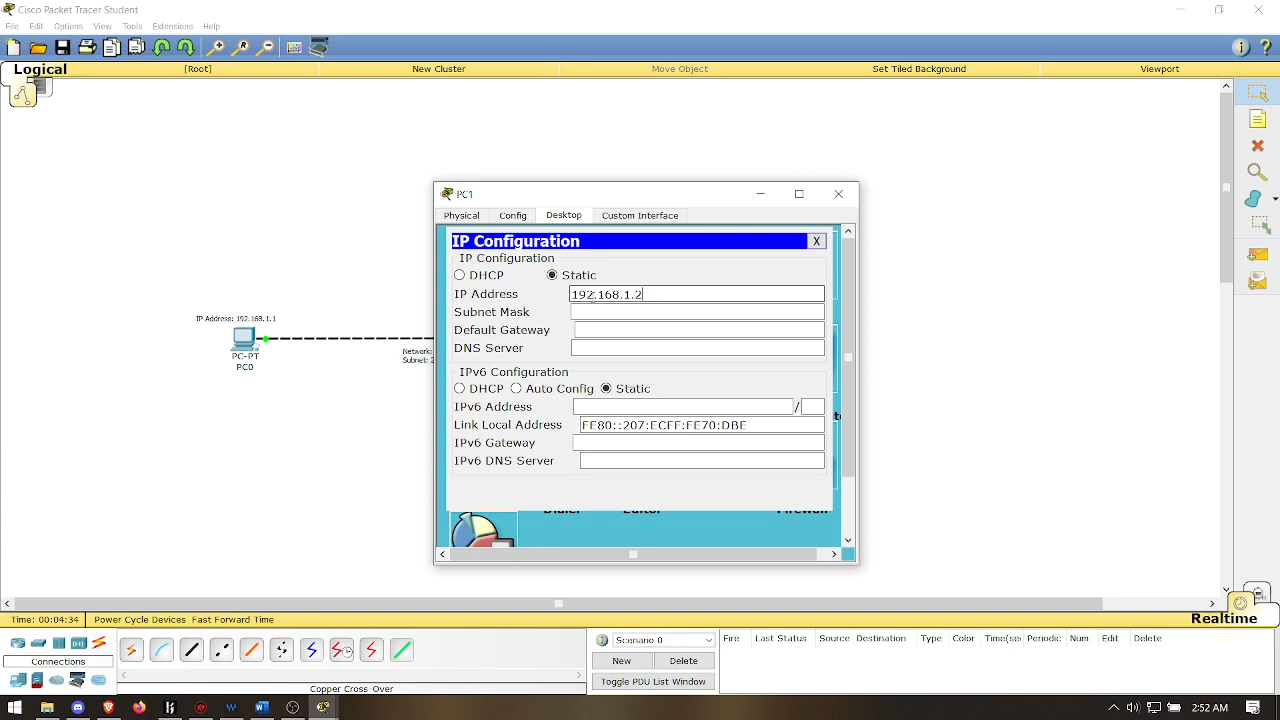 Cisco Packet Tracer Student
File Edit Options View Tools Extensions Help
Logical [Root] New Cluster Move Object Set Tiled Background Viewport
PC1
Physical Config Desktop Custom Interface
IP Configuration X
IP Configuration
DHCP Static
IP Address 192.168.1.2
Subnet Mask
Default Gateway
DNS Server
IPv6 Configuration
DHCP Auto Config Static
IPv6 Address /
Link Local Address FE80::207:ECFF:FE70:DBE
IPv6 Gateway
IPv6 DNS Server
IP Address: 192.168.1.1
PC-PT
PC0
Network:
Subnet: 2
Time: 00:04:34 Power Cycle Devices Fast Forward Time Realtime
Connections
Copper Cross-Over
Scenario 0
New Delete
Toggle PDU List Window
Fire Last Status Source Destination Type Color Time(sec Periodic Num Edit Delete
2:52 AM